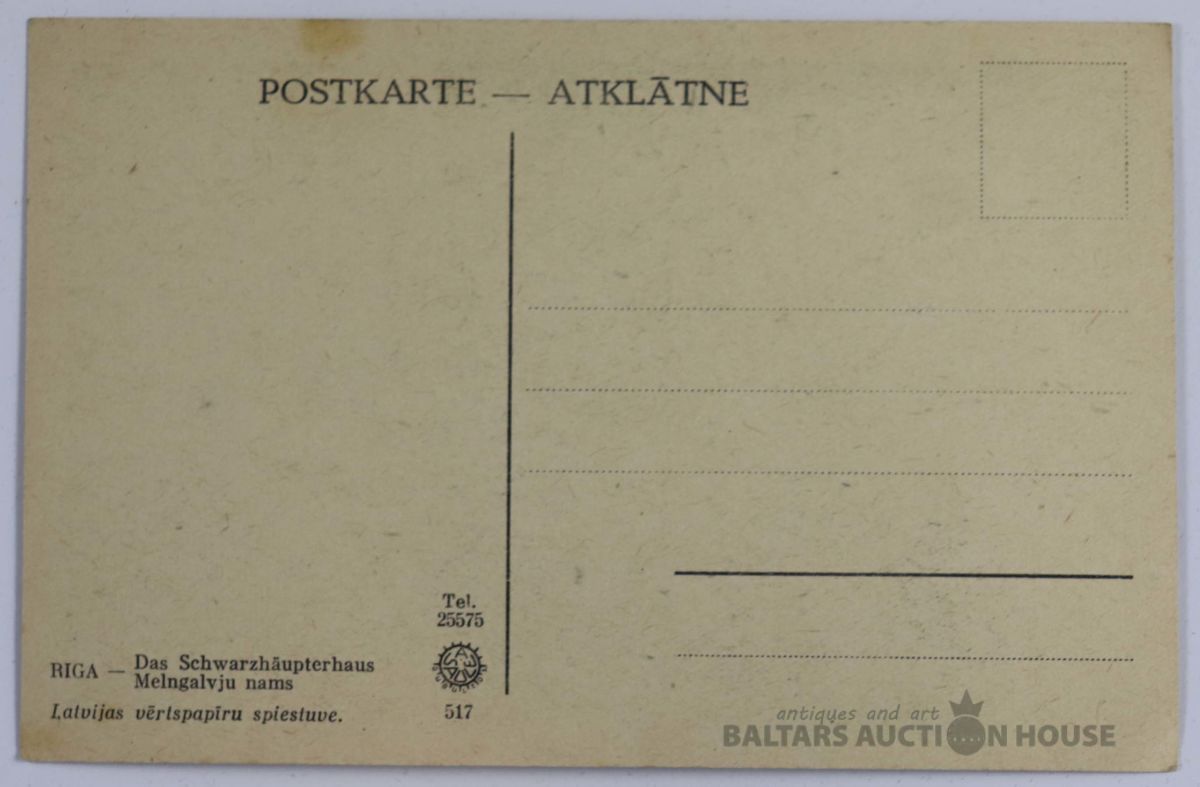 POSTKARTE — ATKLĀTNE
Tel.
25575
RIGA — Das Schwarzhäupterhaus
Melngalvju nams
Latvijas vērtspapīru spiestuve.
517
antiques and art
BALTARS AUCTION HOUSE